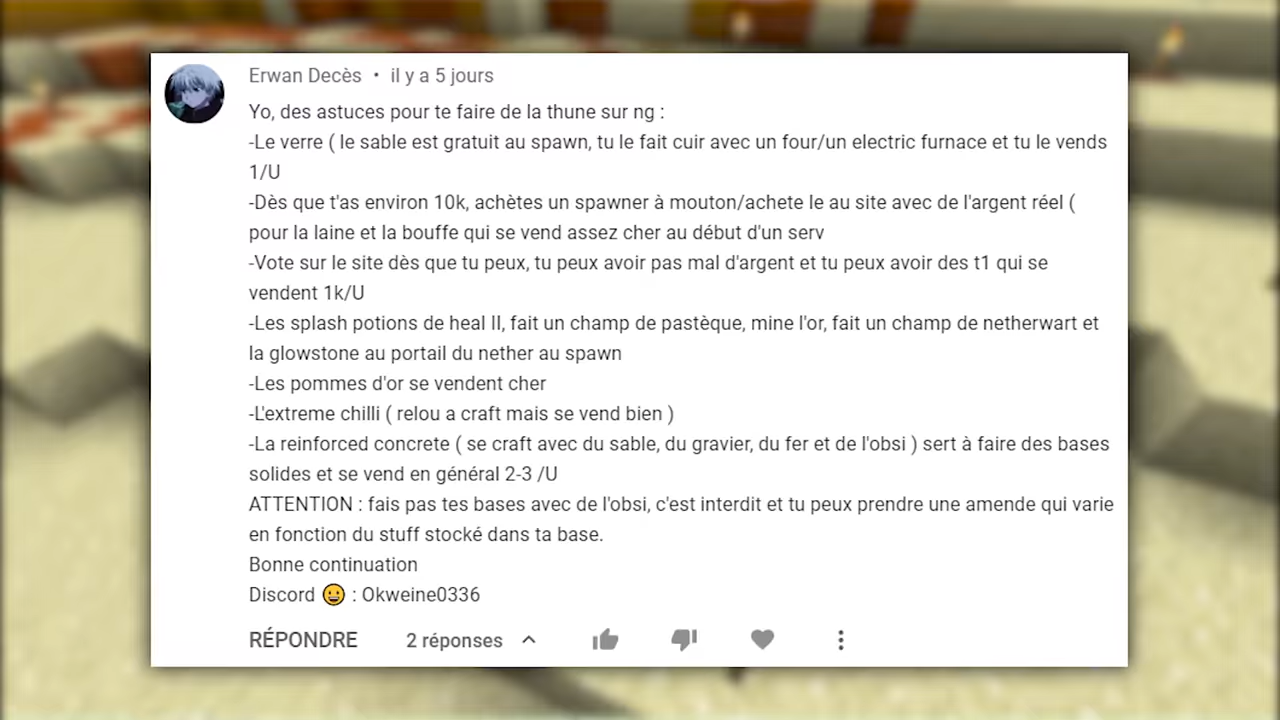 Erwan Decès • il y a 5 jours
Yo, des astuces pour te faire de la thune sur ng :
-Le verre ( le sable est gratuit au spawn, tu le fait cuir avec un four/un electric furnace et tu le vends
1/U
-Dès que t'as environ 10k, achètes un spawner à mouton/achete le au site avec de l'argent réel (
pour la laine et la bouffe qui se vend assez cher au début d'un serv
-Vote sur le site dès que tu peux, tu peux avoir pas mal d'argent et tu peux avoir des t1 qui se
vendent 1k/U
-Les splash potions de heal II, fait un champ de pastèque, mine l'or, fait un champ de netherwart et
la glowstone au portail du nether au spawn
-Les pommes d'or se vendent cher
-L'extreme chilli ( relou a craft mais se vend bien )
-La reinforced concrete ( se craft avec du sable, du gravier, du fer et de l'obsi ) sert à faire des bases
solides et se vend en général 2-3 /U
ATTENTION : fais pas tes bases avec de l'obsi, c'est interdit et tu peux prendre une amende qui varie
en fonction du stuff stocké dans ta base.
Bonne continuation
Discord 😀 : Okweine0336
RÉPONDRE 2 réponses